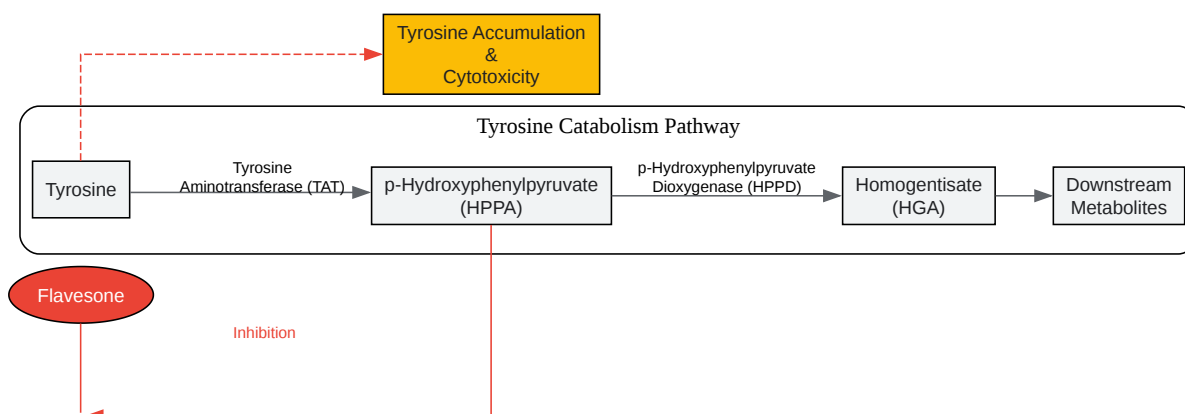 Tyrosine Accumulation
&
Cytotoxicity
Tyrosine Catabolism Pathway
Tyrosine
Tyrosine
Aminotransferase (TAT)
p-Hydroxyphenylpyruvate
(HPPA)
p-Hydroxyphenylpyruvate
Dioxygenase (HPPD)
Homogentisate
(HGA)
Downstream
Metabolites
Flavesone
Inhibition